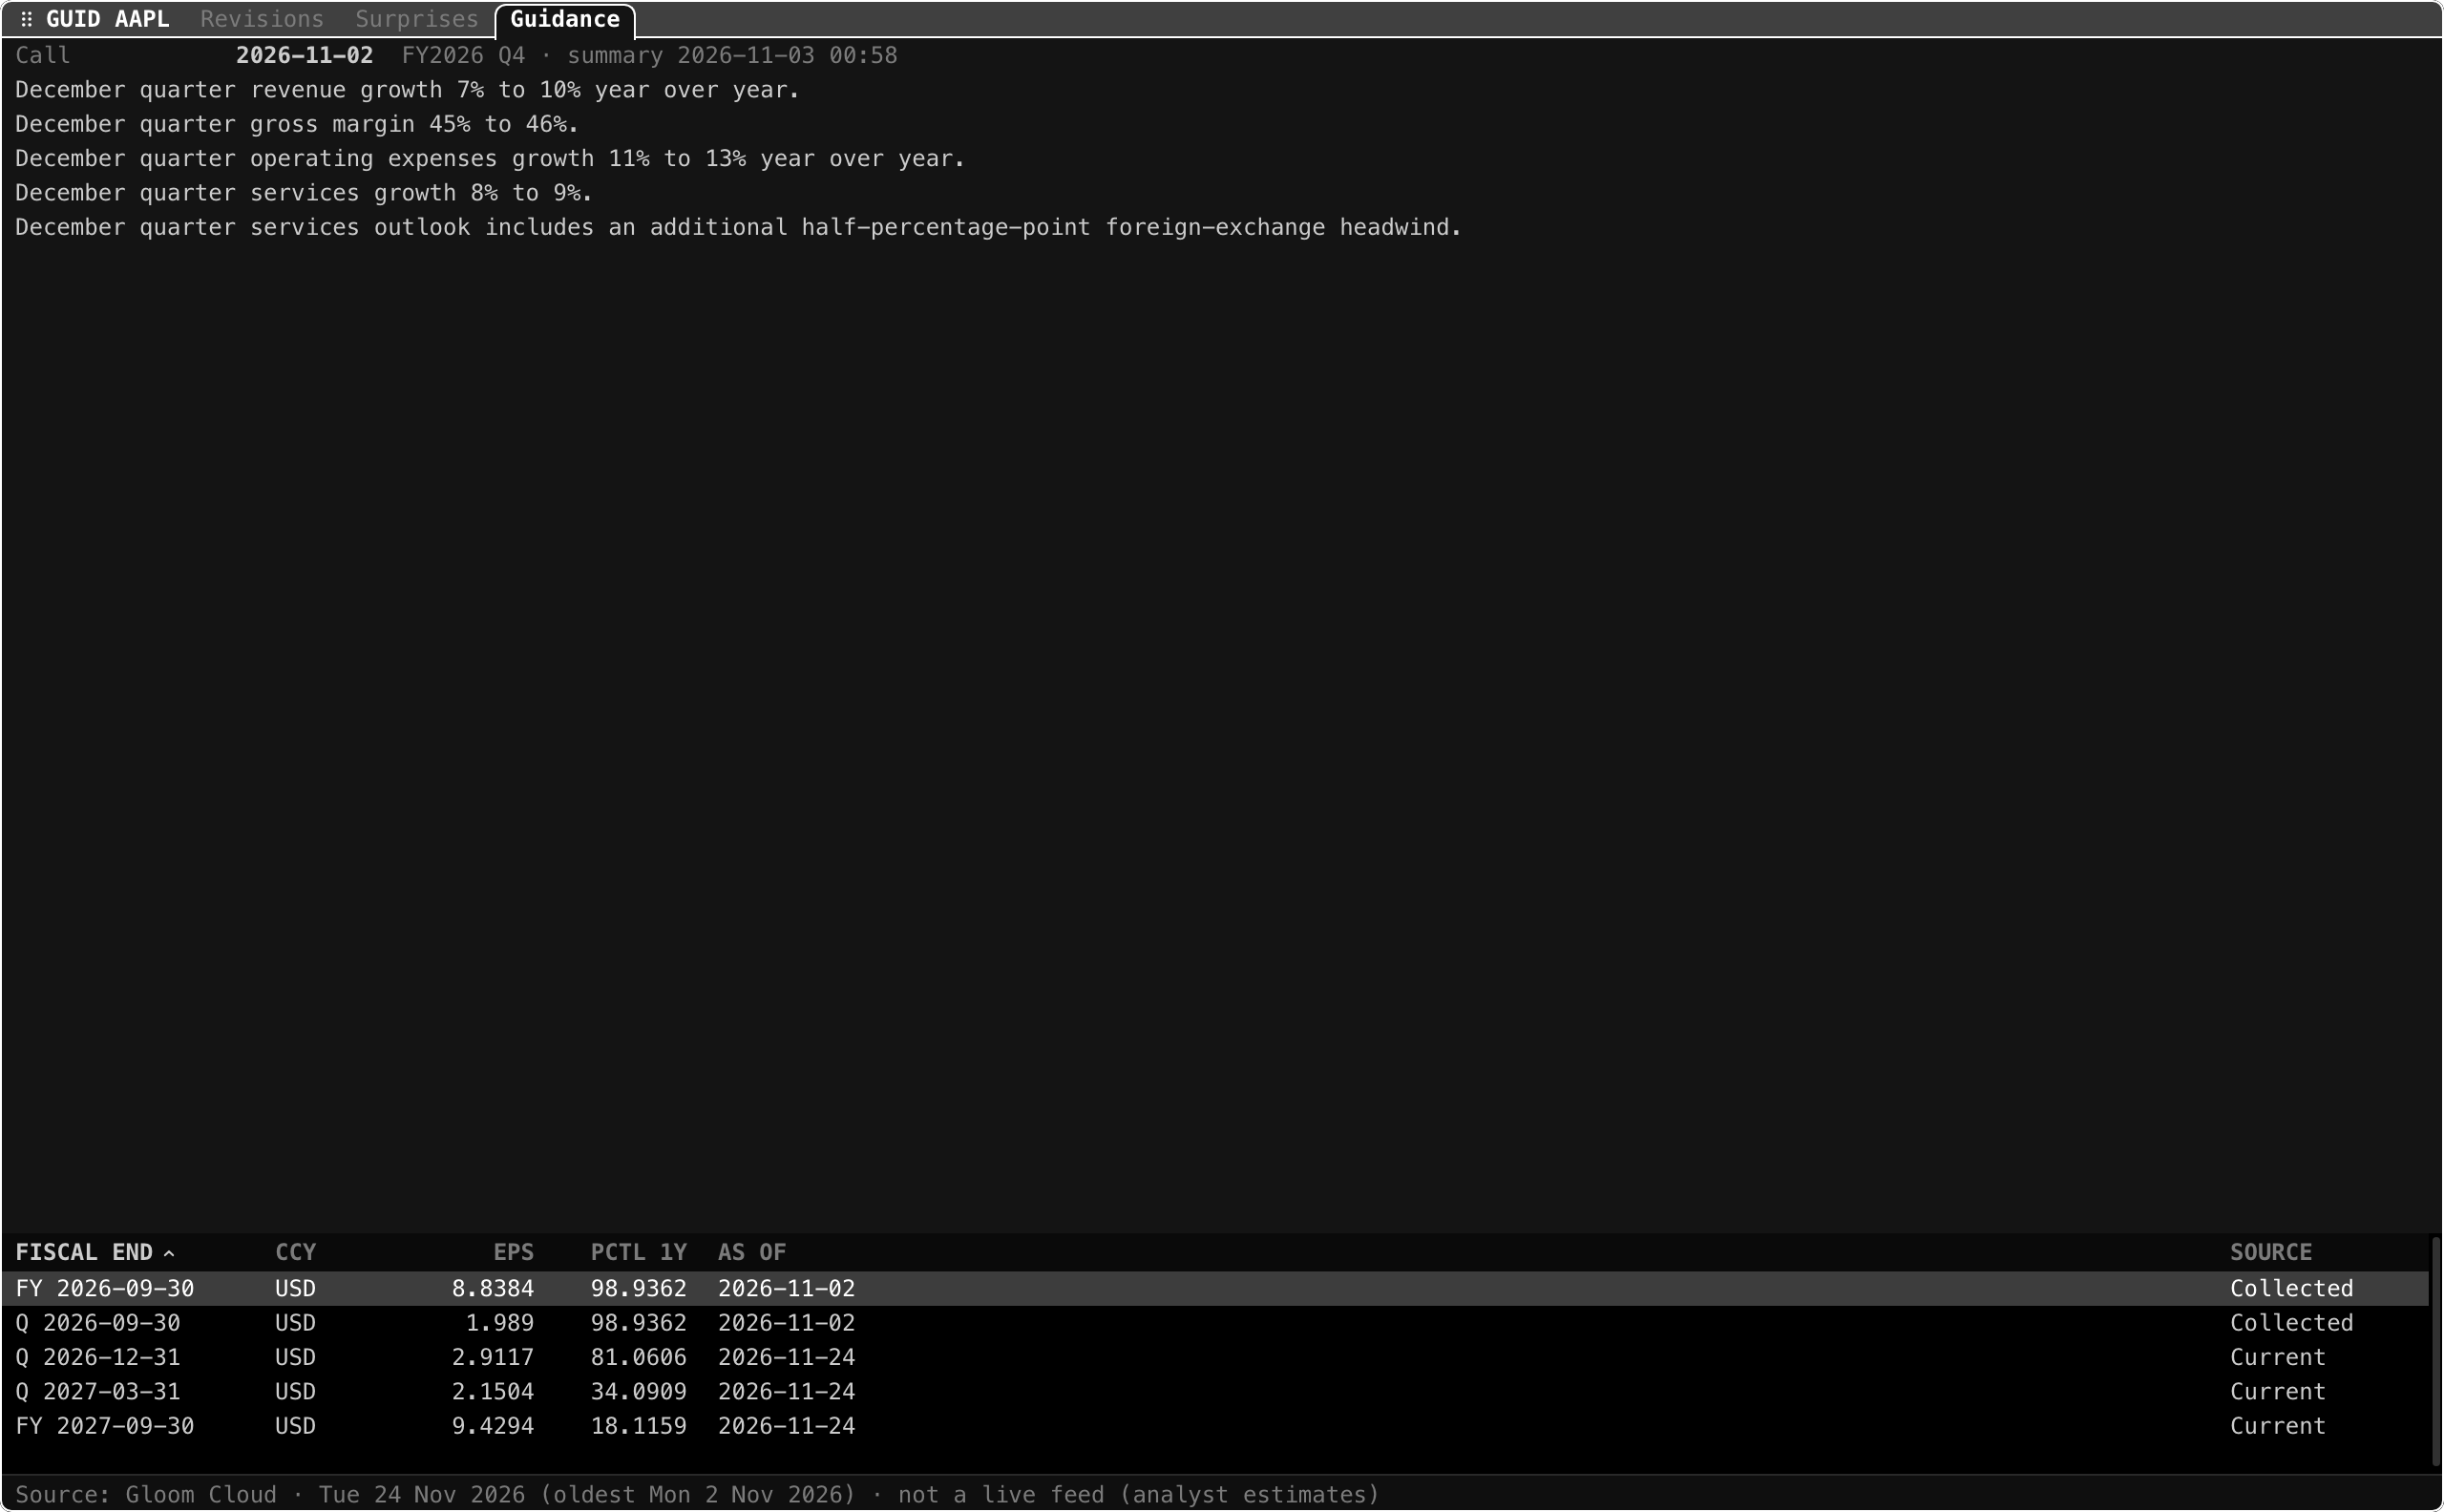 ⠿ GUID AAPL Revisions Surprises Guidance
Call 2026-11-02 FY2026 Q4 · summary 2026-11-03 00:58
December quarter revenue growth 7% to 10% year over year.
December quarter gross margin 45% to 46%.
December quarter operating expenses growth 11% to 13% year over year.
December quarter services growth 8% to 9%.
December quarter services outlook includes an additional half-percentage-point foreign-exchange headwind.
FISCAL END ^ CCY EPS PCTL 1Y AS OF SOURCE
FY 2026-09-30 USD 8.8384 98.9362 2026-11-02 Collected
Q 2026-09-30 USD 1.989 98.9362 2026-11-02 Collected
Q 2026-12-31 USD 2.9117 81.0606 2026-11-24 Current
Q 2027-03-31 USD 2.1504 34.0909 2026-11-24 Current
FY 2027-09-30 USD 9.4294 18.1159 2026-11-24 Current
Source: Gloom Cloud · Tue 24 Nov 2026 (oldest Mon 2 Nov 2026) · not a live feed (analyst estimates)